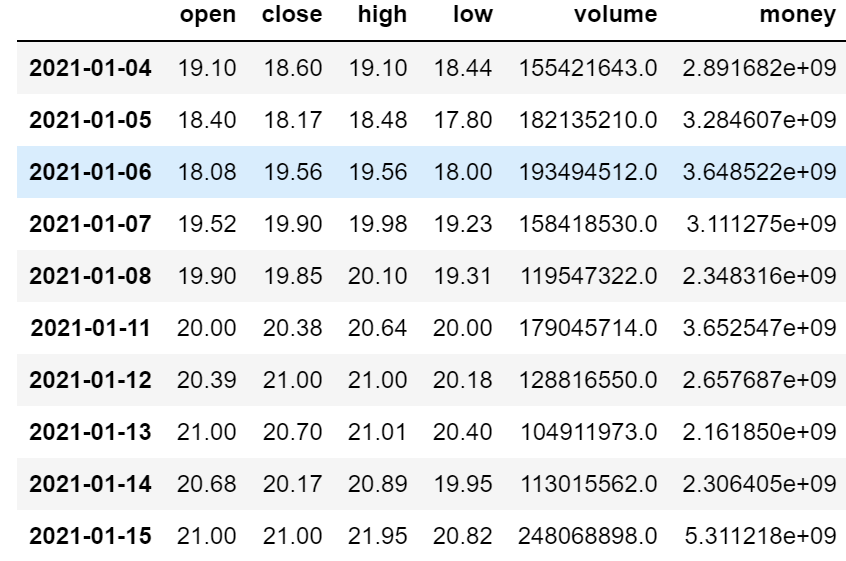 open close high low volume money
2021-01-04 19.10 18.60 19.10 18.44 155421643.0 2.891682e+09
2021-01-05 18.40 18.17 18.48 17.80 182135210.0 3.284607e+09
2021-01-06 18.08 19.56 19.56 18.00 193494512.0 3.648522e+09
2021-01-07 19.52 19.90 19.98 19.23 158418530.0 3.111275e+09
2021-01-08 19.90 19.85 20.10 19.31 119547322.0 2.348316e+09
2021-01-11 20.00 20.38 20.64 20.00 179045714.0 3.652547e+09
2021-01-12 20.39 21.00 21.00 20.18 128816550.0 2.657687e+09
2021-01-13 21.00 20.70 21.01 20.40 104911973.0 2.161850e+09
2021-01-14 20.68 20.17 20.89 19.95 113015562.0 2.306405e+09
2021-01-15 21.00 21.00 21.95 20.82 248068898.0 5.311218e+09